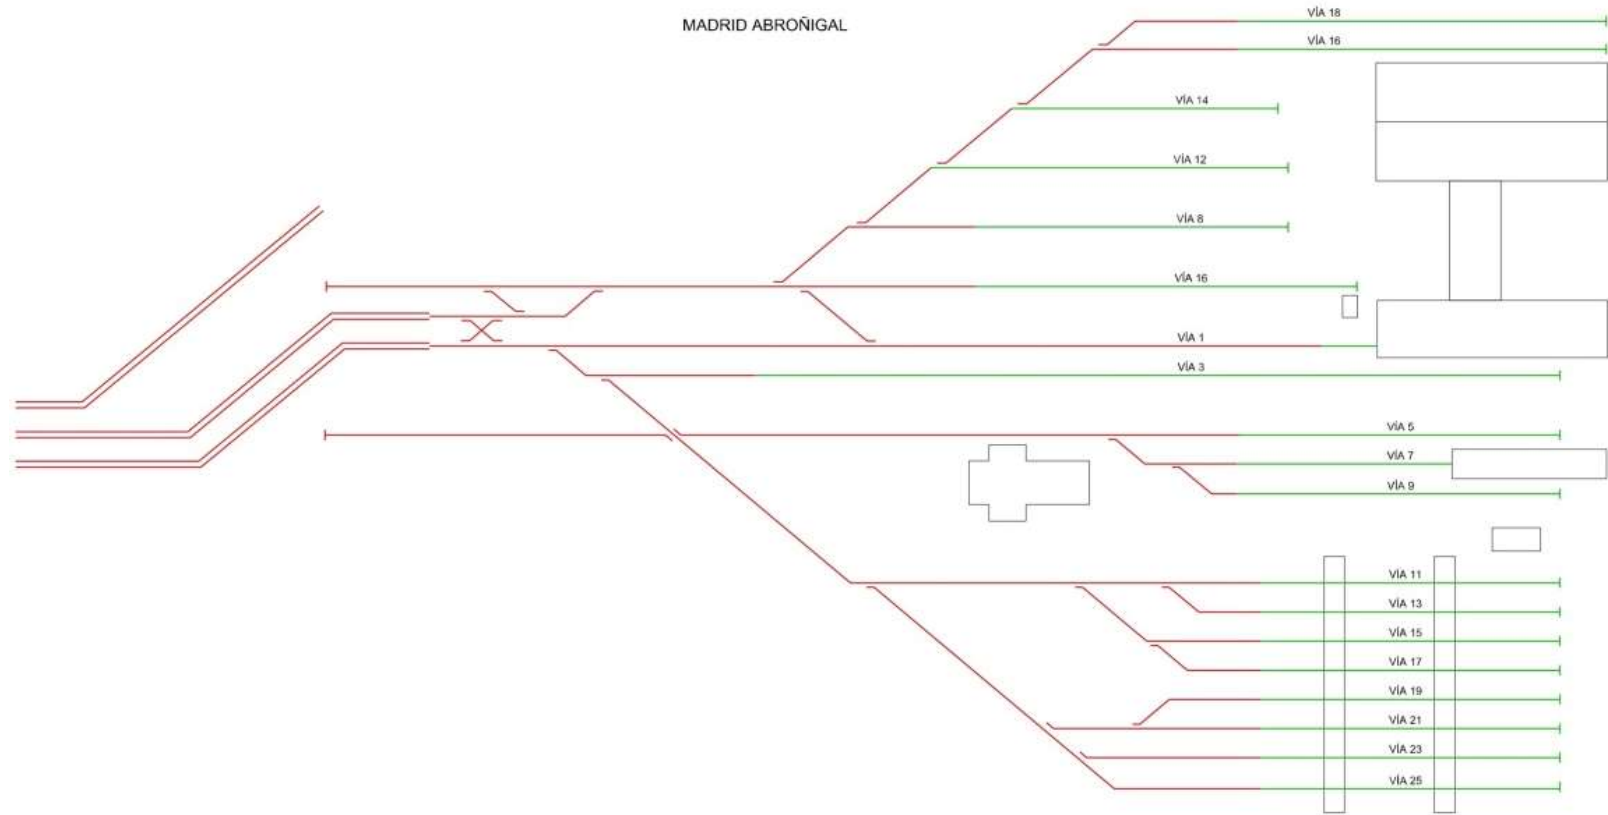 MADRID ABROÑIGAL
VÍA 18
VÍA 16
VÍA 14
VÍA 12
VÍA 8
VÍA 16
VÍA 1
VÍA 3
VÍA 5
VÍA 7
VÍA 9
VÍA 11
VÍA 13
VÍA 15
VÍA 17
VÍA 19
VÍA 21
VÍA 23
VÍA 25